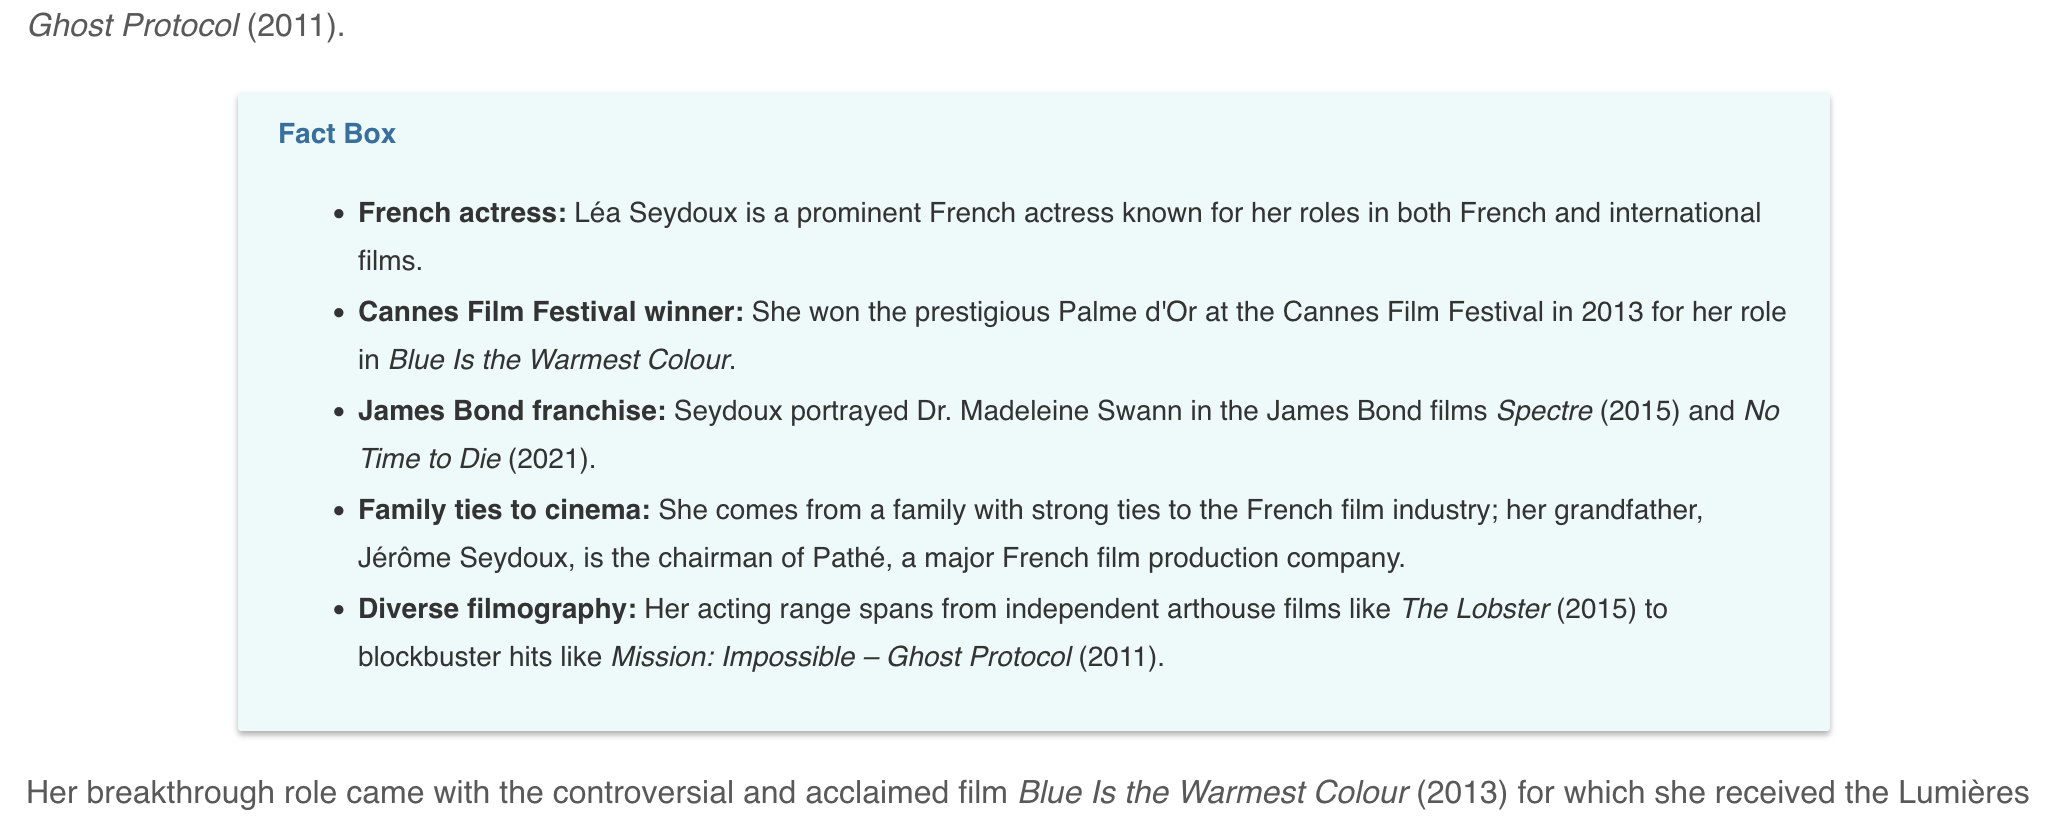 Ghost Protocol (2011).
Fact Box
• French actress: Léa Seydoux is a prominent French actress known for her roles in both French and international
films.
• Cannes Film Festival winner: She won the prestigious Palme d'Or at the Cannes Film Festival in 2013 for her role
in Blue Is the Warmest Colour.
• James Bond franchise: Seydoux portrayed Dr. Madeleine Swann in the James Bond films Spectre (2015) and No
Time to Die (2021).
• Family ties to cinema: She comes from a family with strong ties to the French film industry; her grandfather,
Jérôme Seydoux, is the chairman of Pathé, a major French film production company.
• Diverse filmography: Her acting range spans from independent arthouse films like The Lobster (2015) to
blockbuster hits like Mission: Impossible – Ghost Protocol (2011).
Her breakthrough role came with the controversial and acclaimed film Blue Is the Warmest Colour (2013) for which she received the Lumières